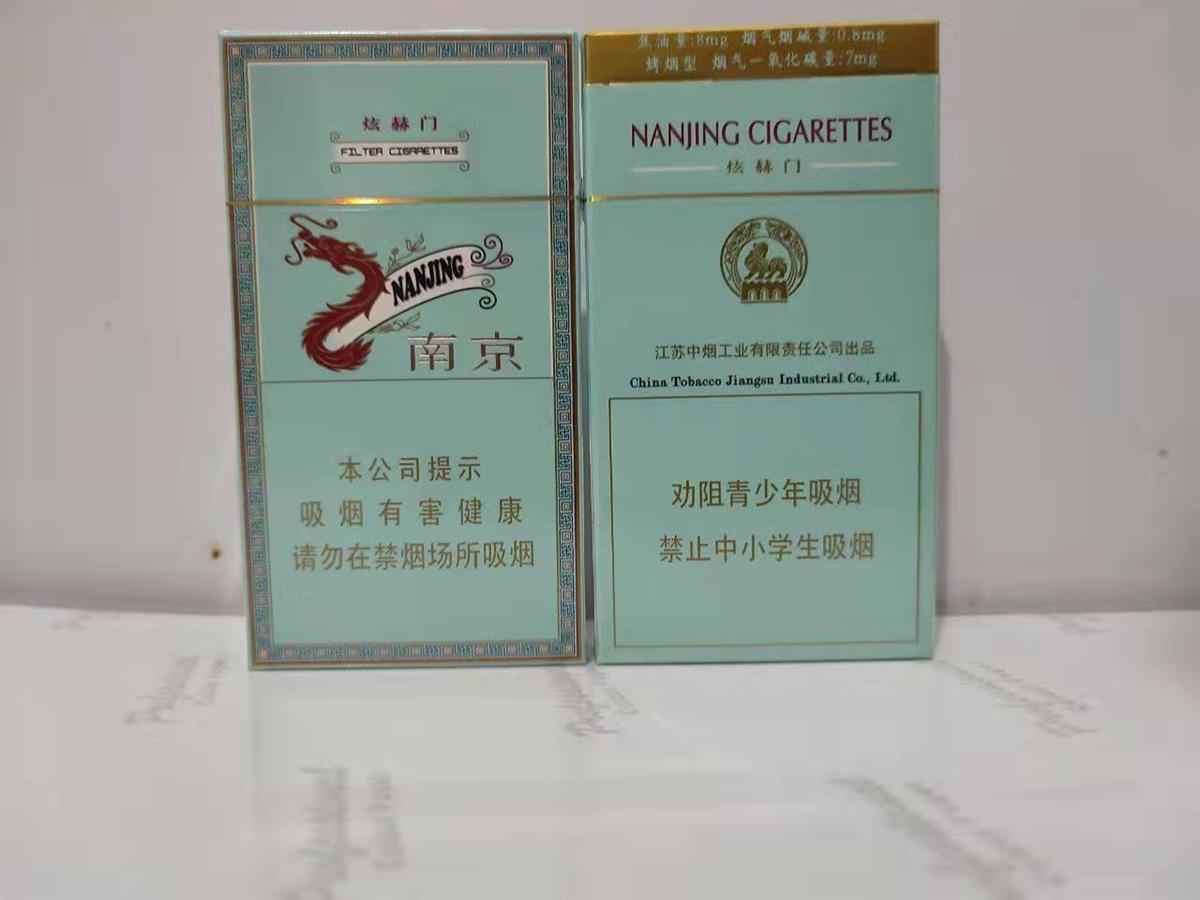 炫赫门
FILTER CIGARETTES
NANJING
南京
本公司提示
吸烟有害健康
请勿在禁烟场所吸烟
焦油量:8mg 烟气烟碱量:0.8mg
烤烟型 烟气一氧化碳量:7mg
NANJING CIGARETTES
炫赫门
江苏中烟工业有限责任公司出品
China Tobacco Jiangsu Industrial Co., Ltd.
劝阻青少年吸烟
禁止中小学生吸烟